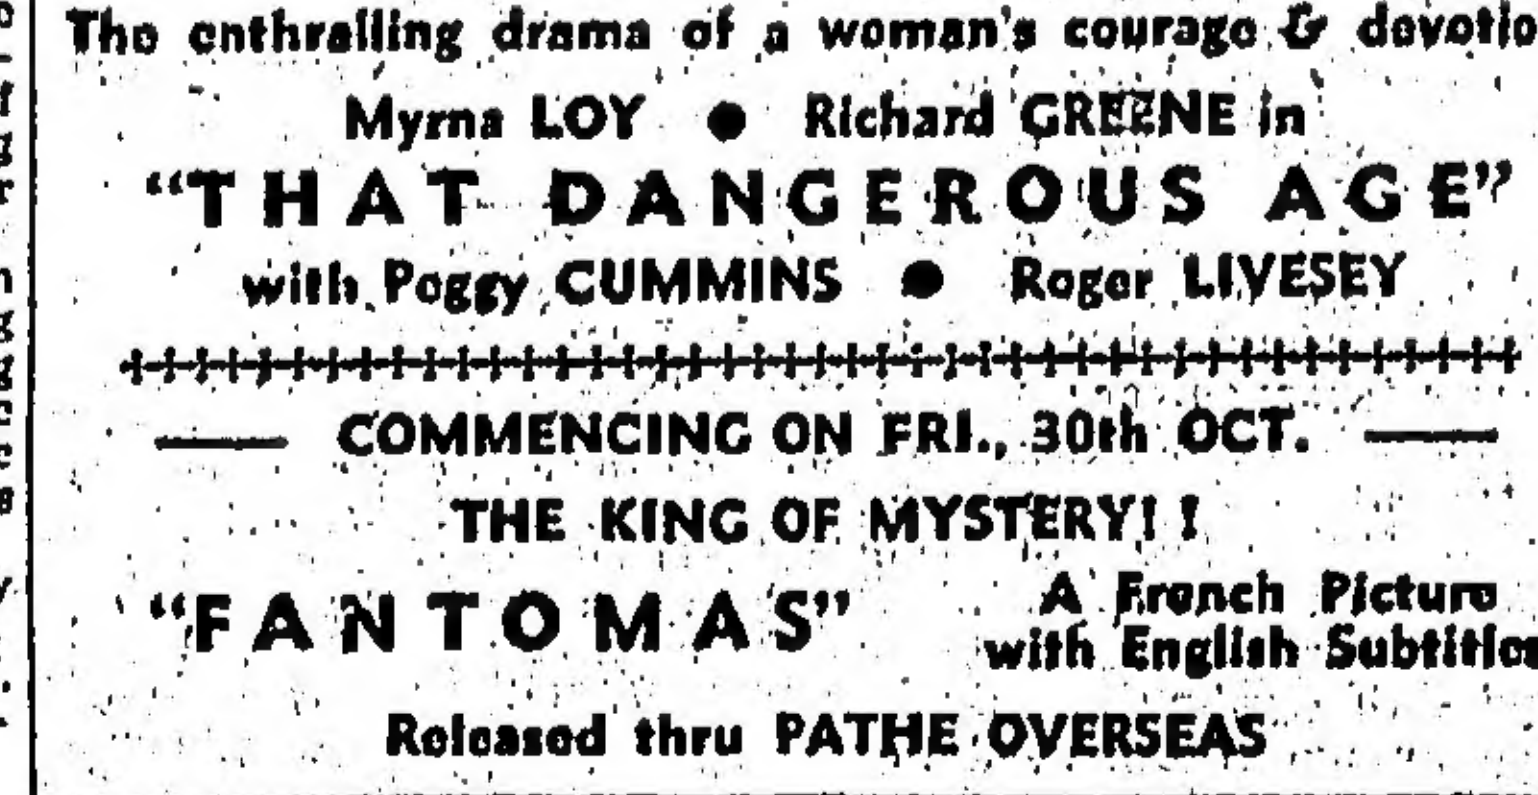 The enthralling drama of a woman's courage & devotio
Myrna LOY ● Richard GREENE in
"THAT DANGEROUS AGE"
with Peggy CUMMINS ● Roger LIVESEY
COMMENCING ON FRI., 30th OCT.
THE KING OF MYSTERY! !
"FANTOMAS"
A French Picture
with English Subtitles
Released thru PATHE OVERSEAS